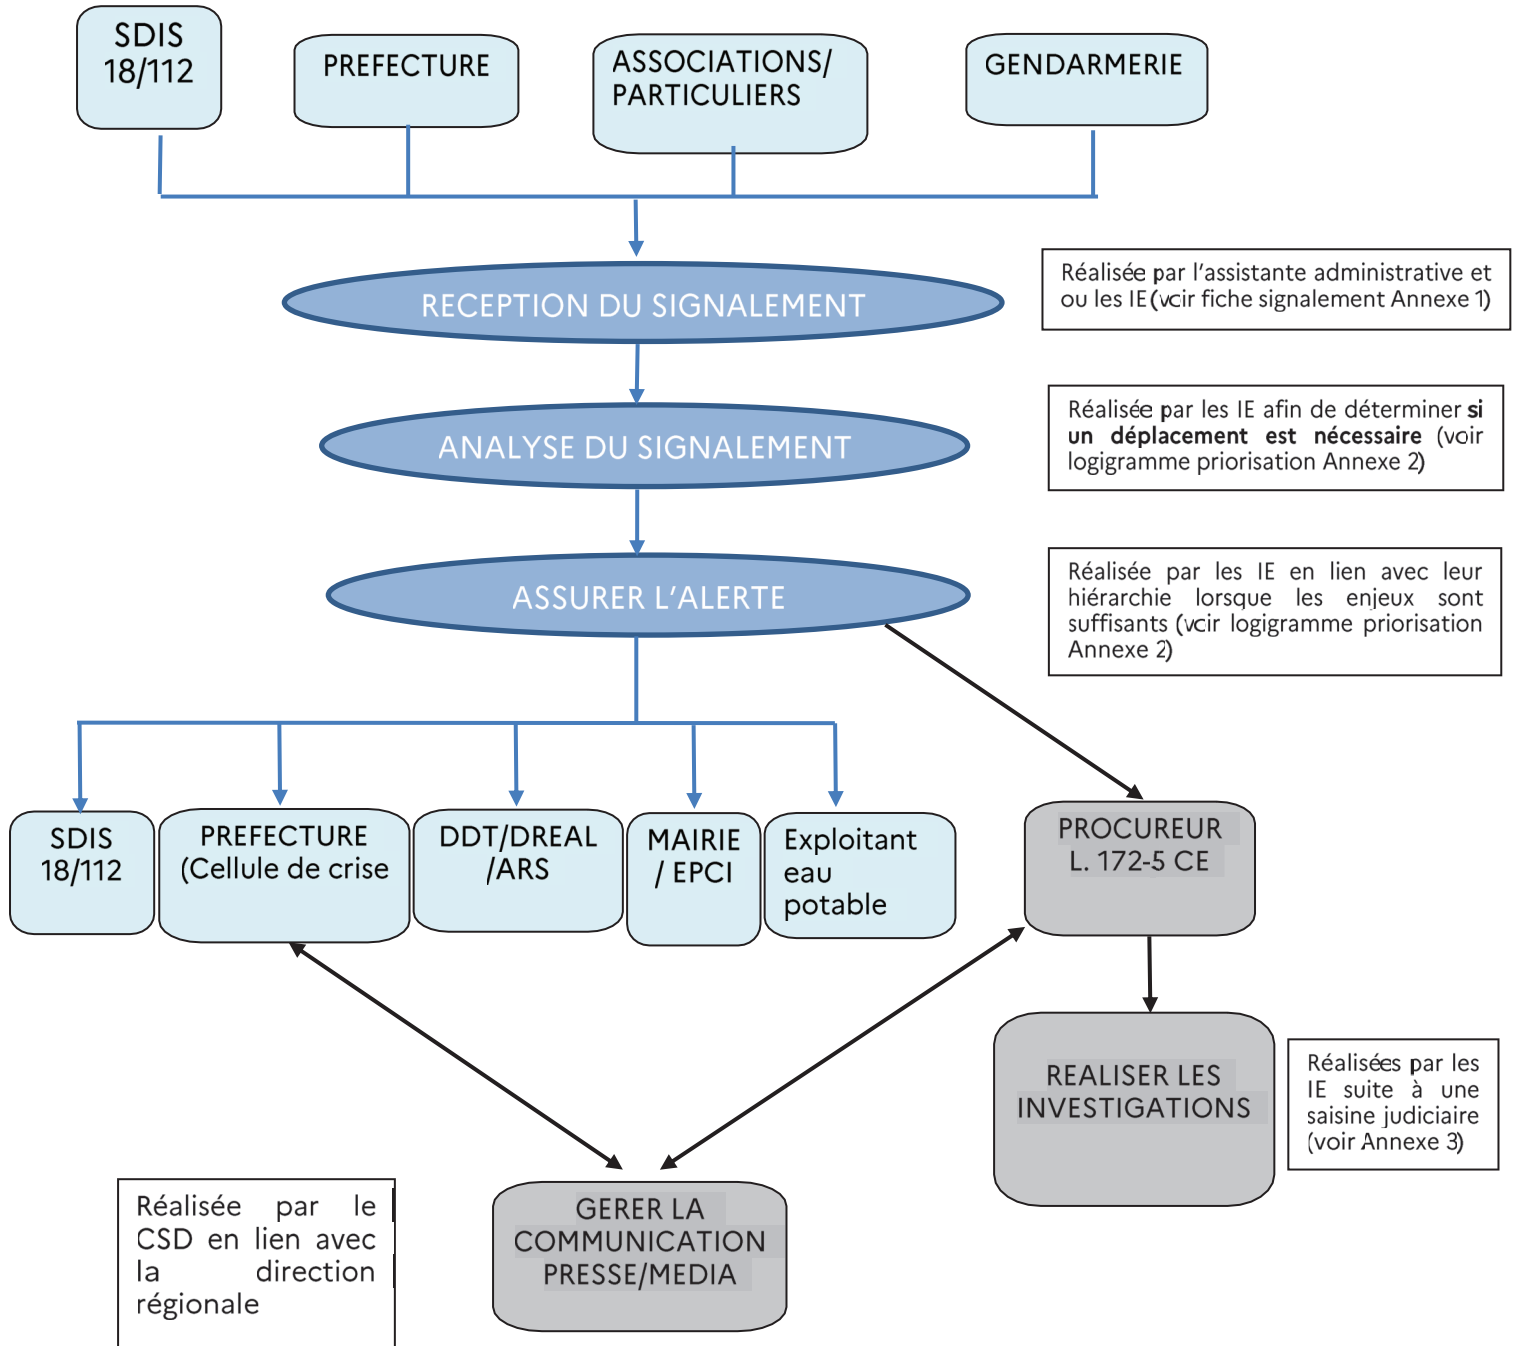 SDIS
18/112
PREFECTURE
ASSOCIATIONS/
PARTICULIERS
GENDARMERIE
RECEPTION DU SIGNALEMENT
Réalisée par l'assistante administrative et
ou les IE (voir fiche signalement Annexe 1)
ANALYSE DU SIGNALEMENT
Réalisée par les IE afin de déterminer si
un déplacement est nécessaire (voir
logigramme priorisation Annexe 2)
ASSURER L'ALERTE
Réalisée par les IE en lien avec leur
hiérarchie lorsque les enjeux sont
suffisants (voir logigramme priorisation
Annexe 2)
SDIS
18/112
PREFECTURE
(Cellule de crise
DDT/DREAL
/ARS
MAIRIE
/ EPCI
Exploitant
eau
potable
PROCUREUR
L. 172-5 CE
REALISER LES
INVESTIGATIONS
Réalisées par les
IE suite à une
saisine judiciaire
(voir Annexe 3)
Réalisée par le
CSD en lien avec
la direction
régionale
GERER LA
COMMUNICATION
PRESSE/MEDIA